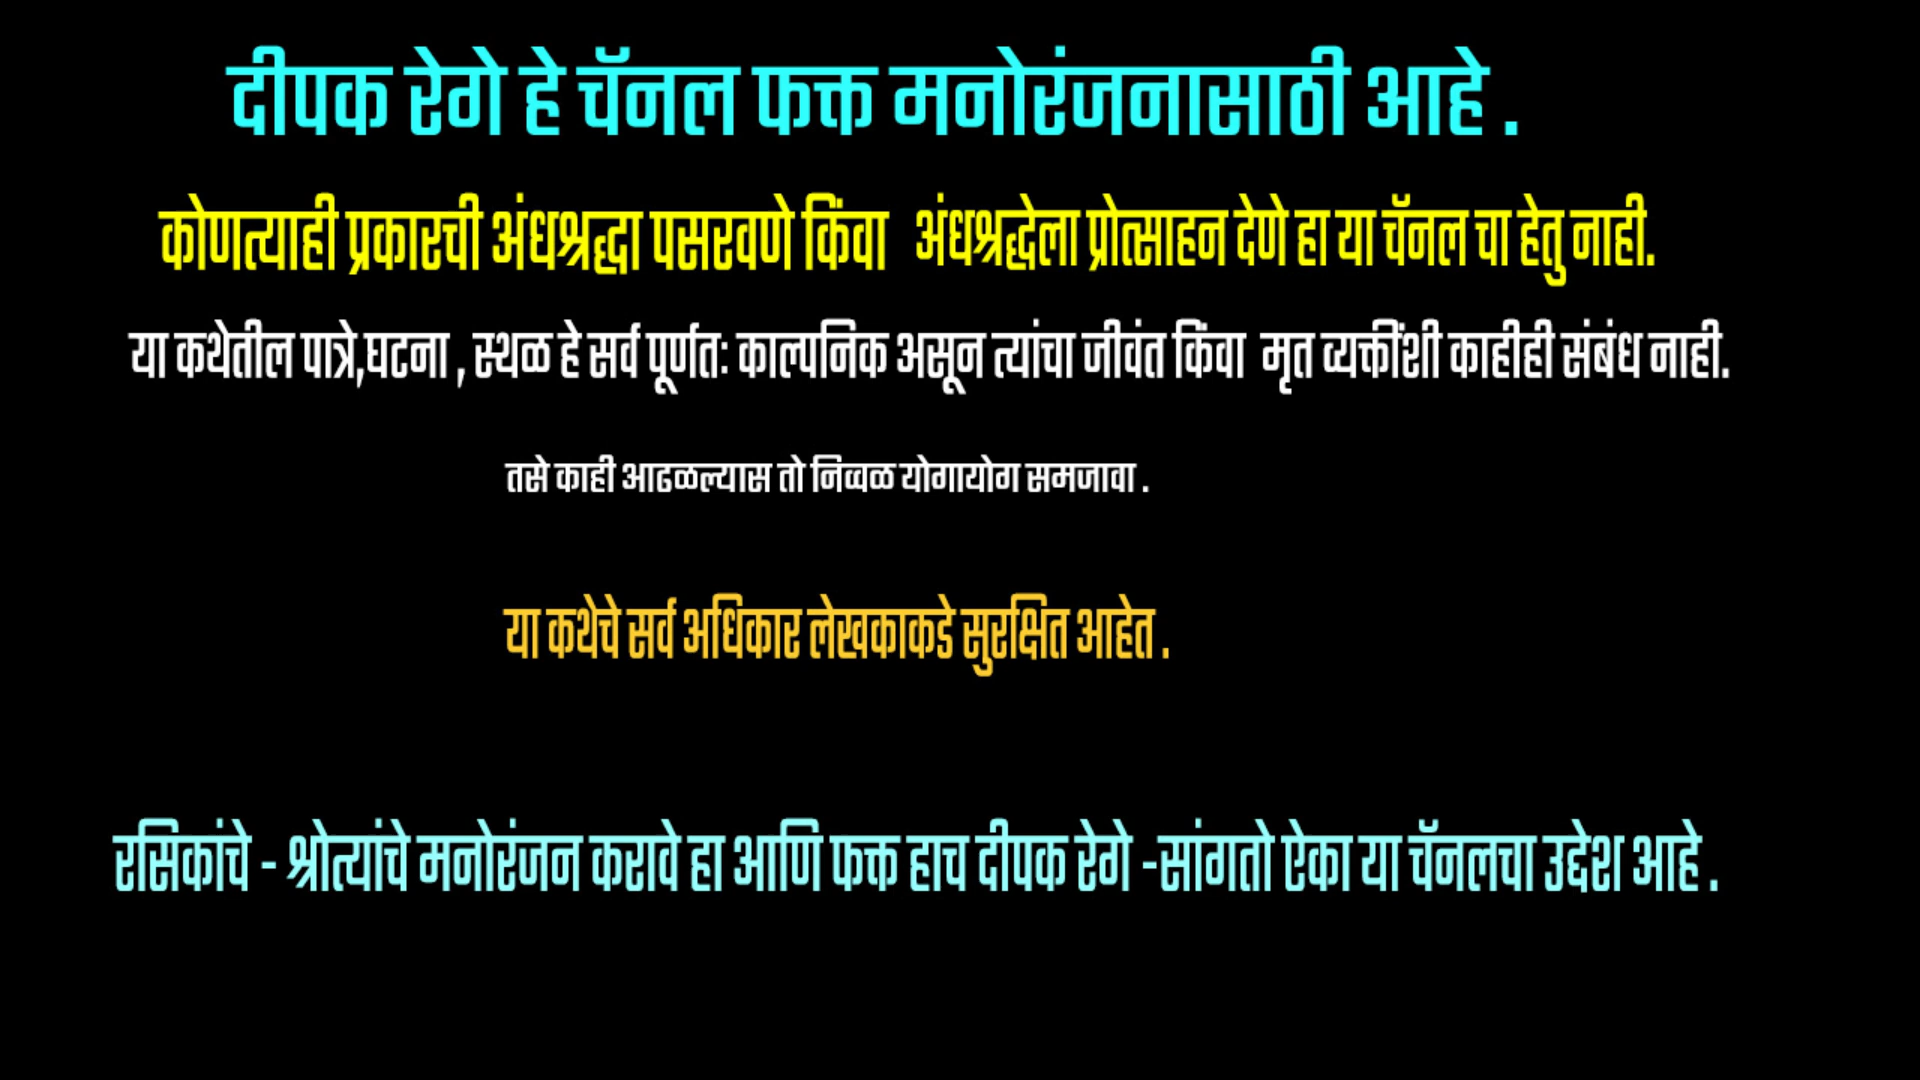 दीपक रेगे हे चॅनल फक्त मनोरंजनासाठी आहे .
कोणत्याही प्रकारची अंधश्रद्धा पसरवणे किंवा अंधश्रद्धेला प्रोत्साहन देणे हा या चॅनल चा हेतु नाही.
या कथेतील पात्रे,घटना , स्थळ हे सर्व पूर्णतः काल्पनिक असून त्यांचा जीवंत किंवा मृत व्यक्तींशी काहीही संबंध नाही.
तसे काही आढळल्यास तो निव्वळ योगायोग समजावा .
या कथेचे सर्व अधिकार लेखकाकडे सुरक्षित आहेत .
रसिकांचे - श्रोत्यांचे मनोरंजन करावे हा आणि फक्त हाच दीपक रेगे -सांगतो ऐका या चॅनलचा उद्देश आहे .